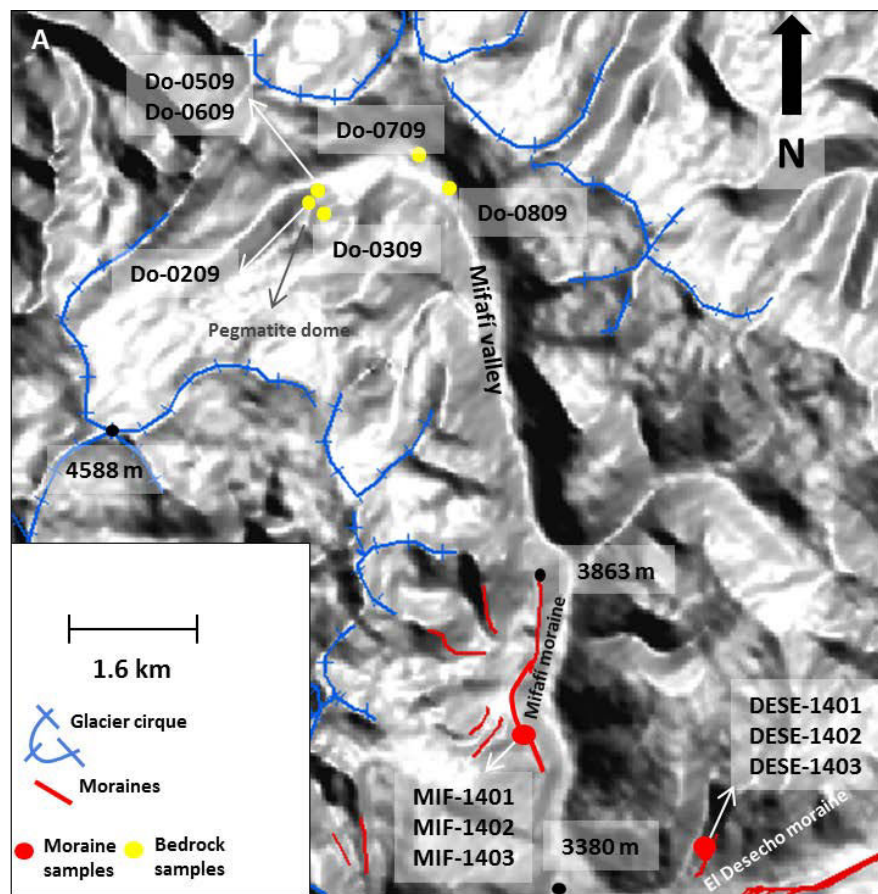 A
Do-0509
Do-0609
Do-0709
N
Do-0809
Do-0309
Do-0209
Pegmatite dome
Mifafí valley
4588 m
3863 m
Mifafí moraine
1.6 km
Glacier cirque
Moraines
Moraine
samples
Bedrock
samples
MIF-1401
MIF-1402
MIF-1403
DESE-1401
DESE-1402
DESE-1403
3380 m
El Desecho moraine